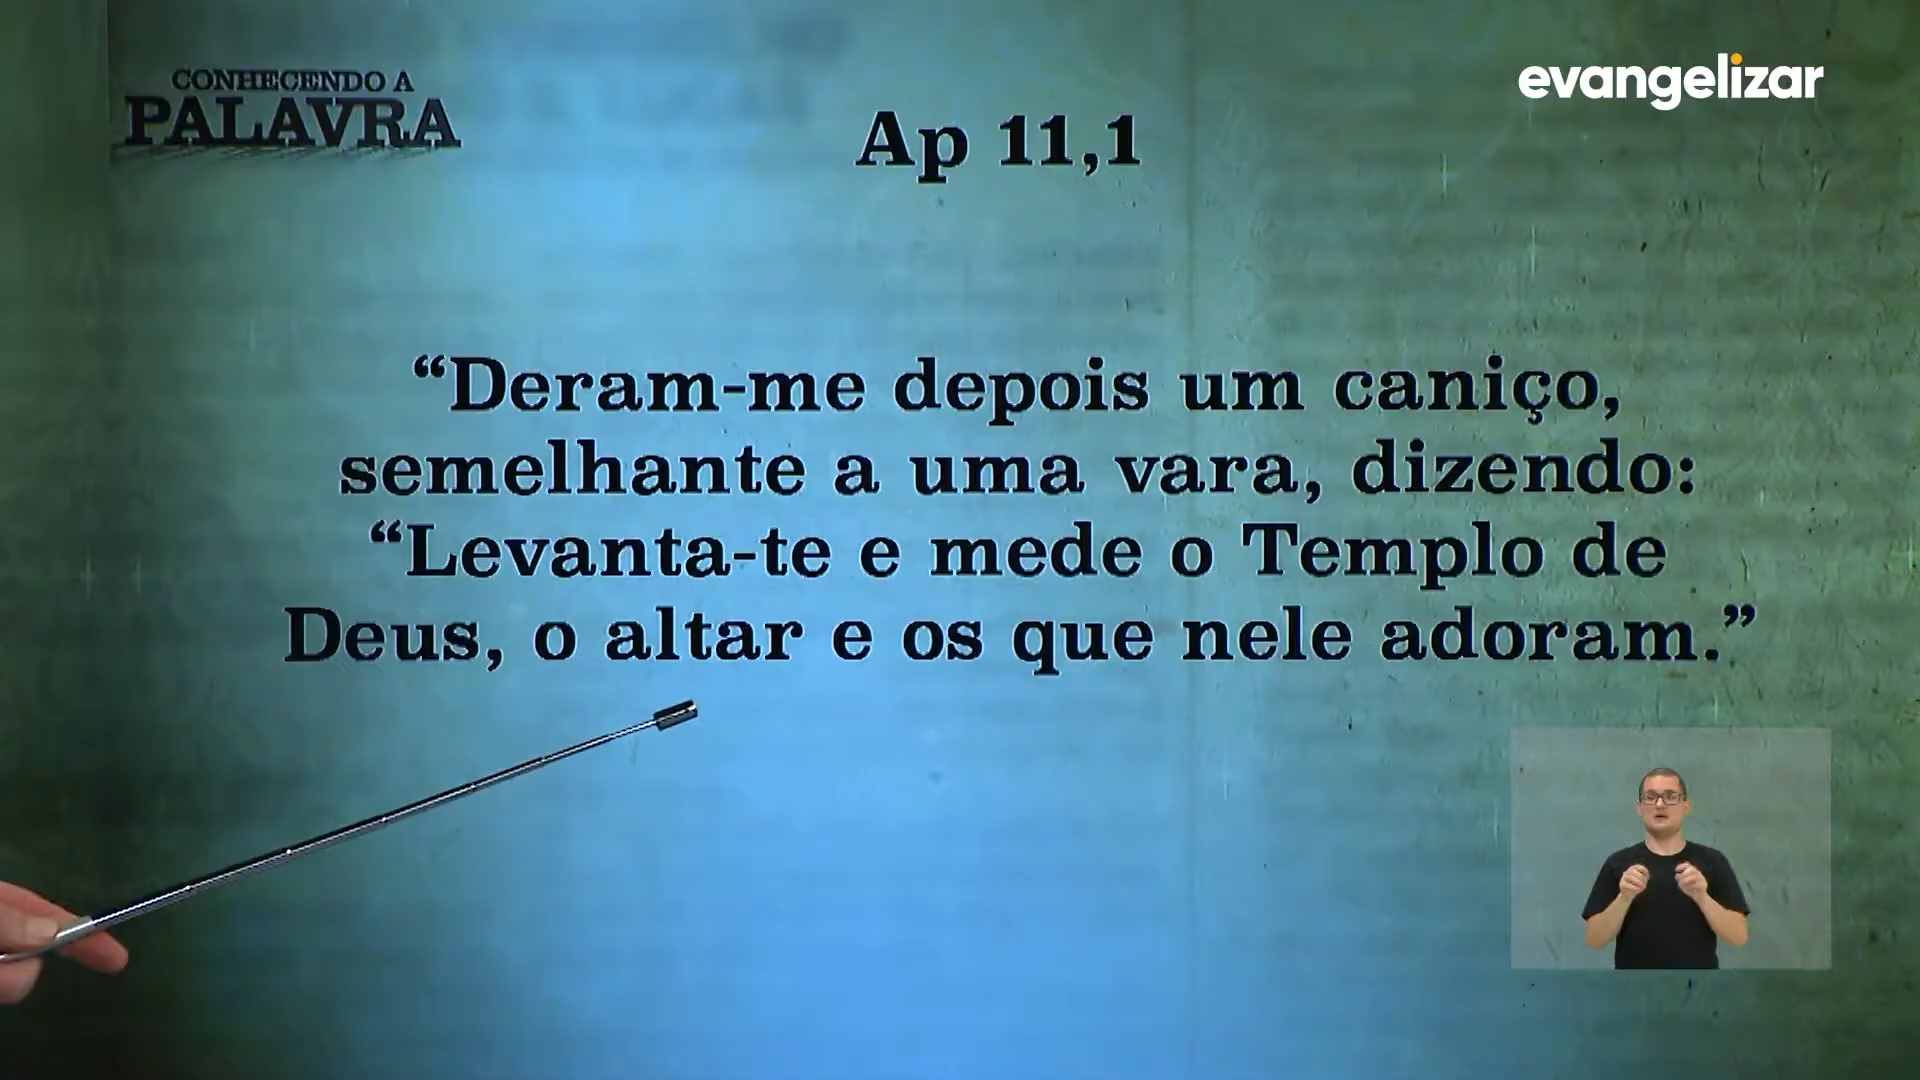 CONHECENDO A
PALAVRA
evangelizar
Ap 11,1
“Deram-me depois um caniço,
semelhante a uma vara, dizendo:
“Levanta-te e mede o Templo de
Deus, o altar e os que nele adoram.”